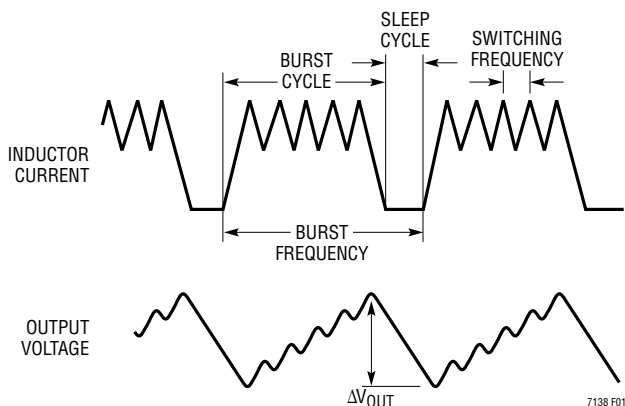 SLEEP
CYCLE
SWITCHING
FREQUENCY
BURST
CYCLE
INDUCTOR
CURRENT
BURST
FREQUENCY
OUTPUT
VOLTAGE
ΔVOUT
7138 F01